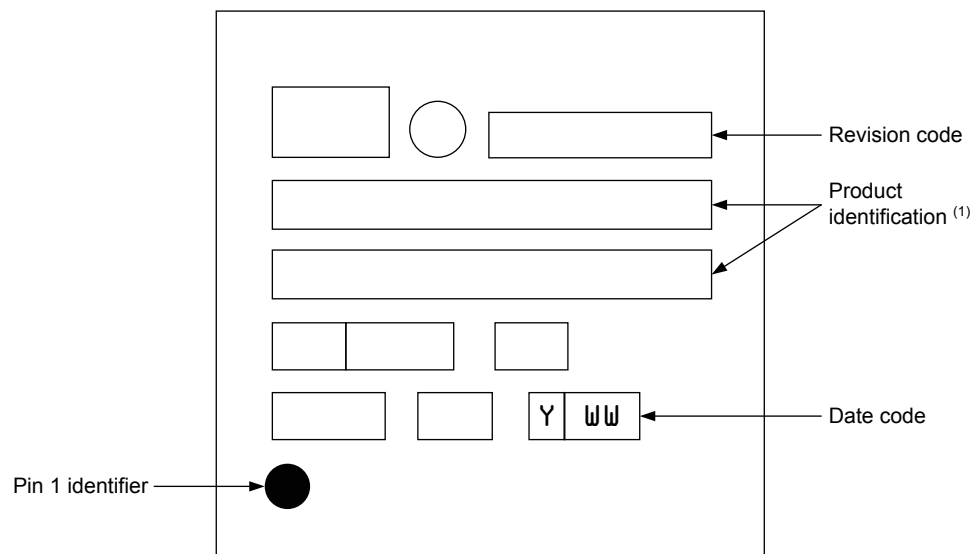 Revision code
Product
identification (1)
Y WW
Date code
Pin 1 identifier